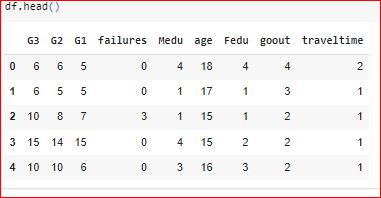 df.head()
G3 G2 G1 failures Medu age Fedu goout traveltime
0 6 6 5 0 4 18 4 4 2
1 6 5 5 0 1 17 1 3 1
2 10 8 7 3 1 15 1 2 1
3 15 14 15 0 4 15 2 2 1
4 10 10 6 0 3 16 3 2 1